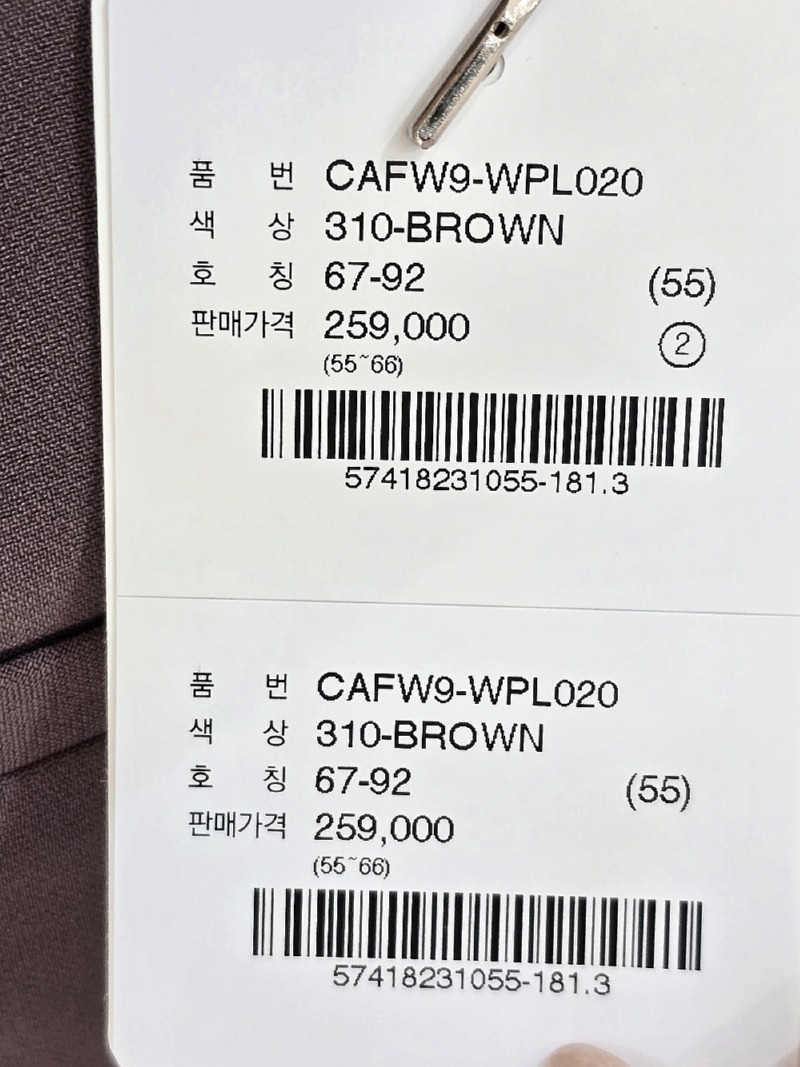 품 번 CAFW9-WPL020
색 상 310-BROWN
호 칭 67-92 (55)
판매가격 259,000 ②
(55~66)
57418231055-181.3
품 번 CAFW9-WPL020
색 상 310-BROWN
호 칭 67-92 (55)
판매가격 259,000
(55~66)
57418231055-181.3